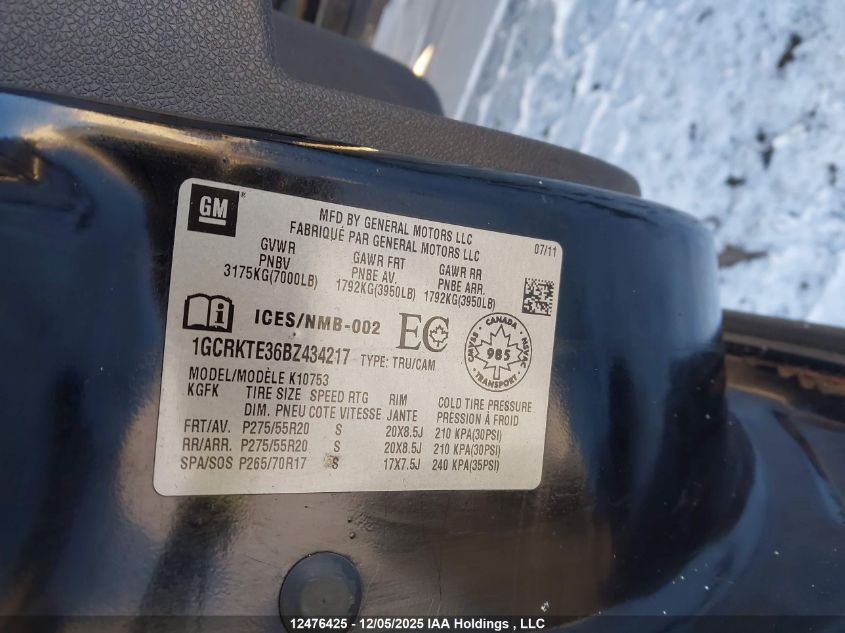 GM®
MFD BY GENERAL MOTORS LLC
FABRIQUÉ PAR GENERAL MOTORS LLC
07/11
GVWR GAWR FRT GAWR RR
PNBV PNBE AV. PNBE ARR.
3175KG(7000LB) 1792KG(3950LB) 1792KG(3950LB)
ICES/NMB-002 EC
CANADA
985
TRANSPORT
CMVSS
NSVAC
1GCRKTE36BZ434217 TYPE: TRU/CAM
MODEL/MODÈLE K10753
KGFK TIRE SIZE SPEED RTG RIM COLD TIRE PRESSURE
DIM. PNEU COTE VITESSE JANTE PRESSION À FROID
FRT/AV. P275/55R20 S 20X8.5J 210 KPA(30PSI)
RR/ARR. P275/55R20 S 20X8.5J 210 KPA(30PSI)
SPA/SOS P265/70R17 S 17X7.5J 240 KPA(35PSI)
12476425 - 12/05/2025 IAA Holdings , LLC